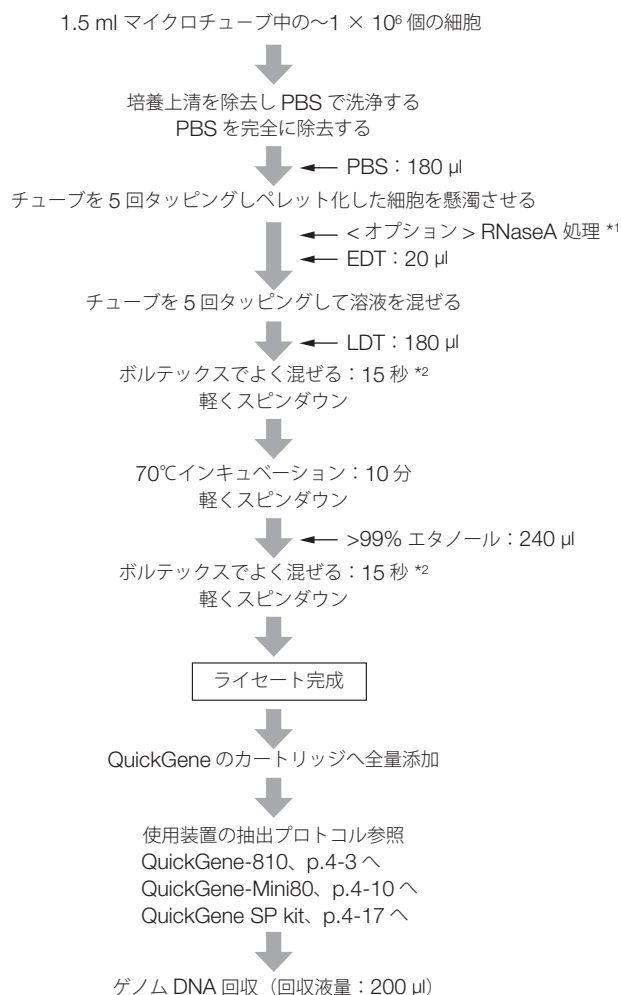 1.5 ml マイクロチューブ中の～1 × 10⁶ 個の細胞
培養上清を除去し PBS で洗浄する
PBS を完全に除去する
PBS：180 µl
チューブを 5 回タッピングしペレット化した細胞を懸濁させる
< オプション > RNaseA 処理 *1
EDT：20 µl
チューブを 5 回タッピングして溶液を混ぜる
LDT：180 µl
ボルテックスでよく混ぜる：15 秒 *2
軽くスピンダウン
70℃インキュベーション：10 分
軽くスピンダウン
>99% エタノール：240 µl
ボルテックスでよく混ぜる：15 秒 *2
軽くスピンダウン
ライセート完成
QuickGene のカートリッジへ全量添加
使用装置の抽出プロトコル参照
QuickGene-810、p.4-3 へ
QuickGene-Mini80、p.4-10 へ
QuickGene SP kit、p.4-17 へ
ゲノム DNA 回収（回収液量：200 µl）